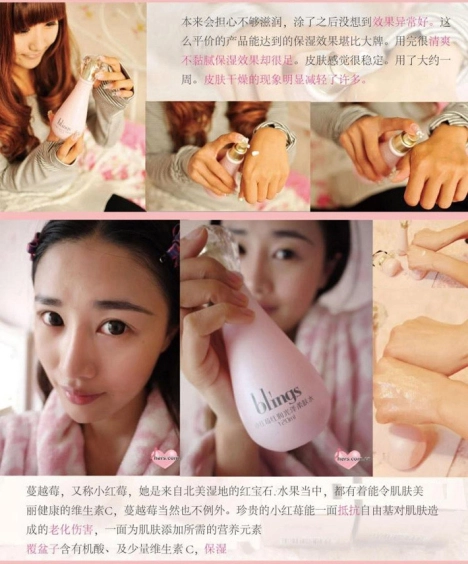 本来会担心不够滋润，涂了之后没想到效果异常好。这
么平价的产品能达到的保湿效果堪比大牌。用完很清爽
不黏腻保湿效果却很足。皮肤感觉很稳定。用了大约一
周。皮肤干燥的现象明显减轻了许多。
blings
blings
120ml
hers.com
hers.com
蔓越莓，又称小红莓，她是来自北美湿地的红宝石.水果当中，都有着能令肌肤美
丽健康的维生素C，蔓越莓当然也不例外。珍贵的小红莓能一面抵抗自由基对肌肤造
成的老化伤害，一面为肌肤添加所需的营养元素
覆盆子含有机酸、及少量维生素 C，保湿